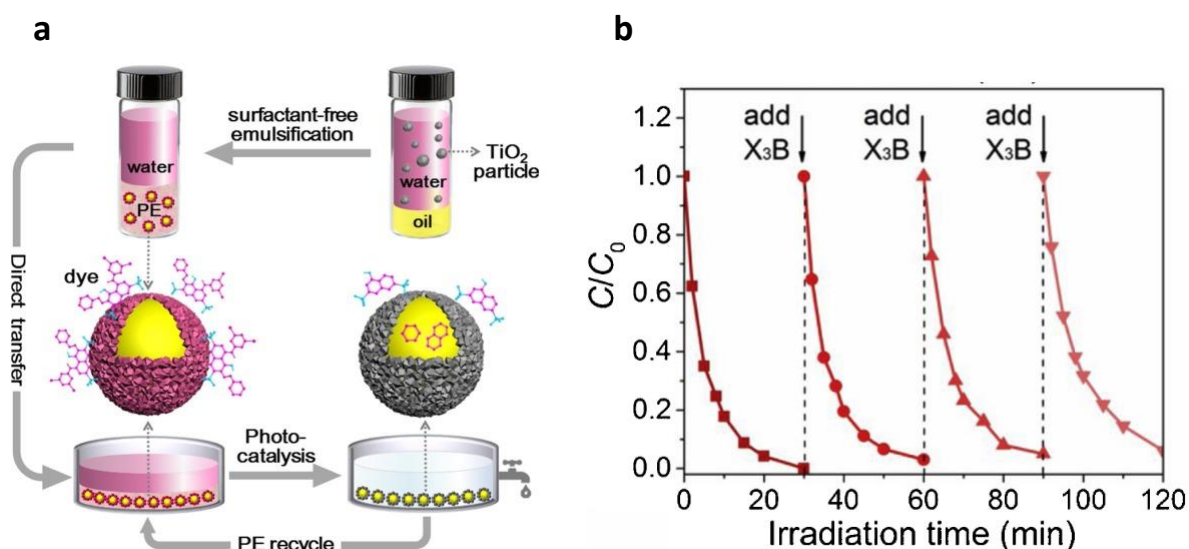 a
surfactant-free
emulsification
water
PE
TiO₂
particle
water
oil
Direct transfer
dye
Photo-
catalysis
PE recycle
b
add
X₃B
add
X₃B
add
X₃B
1.2
1.0
0.8
0.6
0.4
0.2
0.0
C/C₀
0 20 40 60 80 100 120
Irradiation time (min)